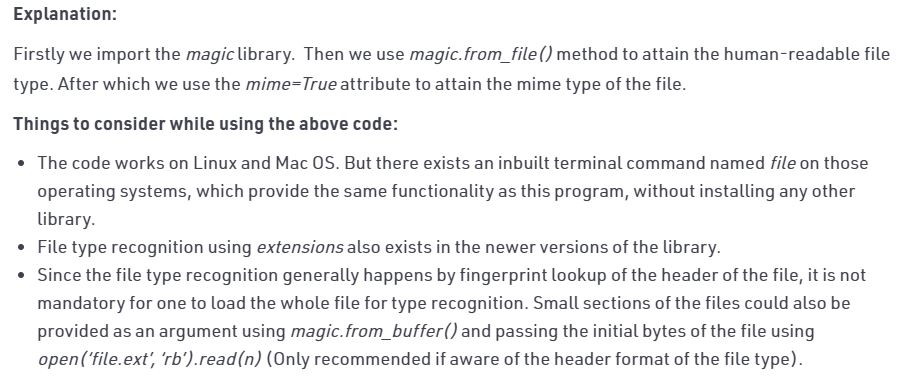 Explanation:
Firstly we import the magic library.  Then we use magic.from_file() method to attain the human-readable file
type. After which we use the mime=True attribute to attain the mime type of the file.
Things to consider while using the above code:
• The code works on Linux and Mac OS. But there exists an inbuilt terminal command named file on those
operating systems, which provide the same functionality as this program, without installing any other
library.
• File type recognition using extensions also exists in the newer versions of the library.
• Since the file type recognition generally happens by fingerprint lookup of the header of the file, it is not
mandatory for one to load the whole file for type recognition. Small sections of the files could also be
provided as an argument using magic.from_buffer() and passing the initial bytes of the file using
open('file.ext', 'rb').read(n) (Only recommended if aware of the header format of the file type).